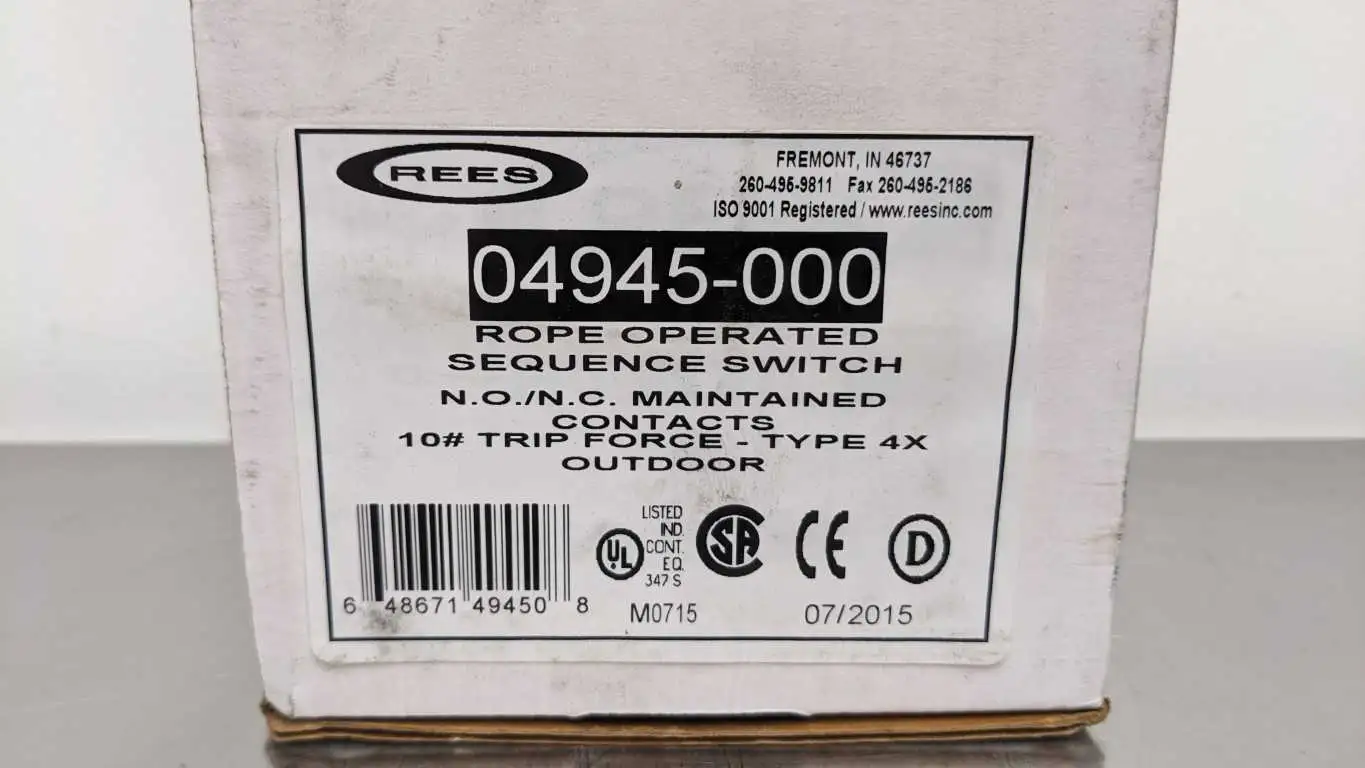 REES
FREMONT, IN 46737
260-495-9811 Fax 260-495-2186
ISO 9001 Registered / www.reesinc.com
04945-000
ROPE OPERATED
SEQUENCE SWITCH
N.O./N.C. MAINTAINED
CONTACTS
10# TRIP FORCE - TYPE 4X
OUTDOOR
6 48671 49450 8
UL
LISTED
IND.
CONT.
EQ.
347 S
SA
CE
D
M0715
07/2015